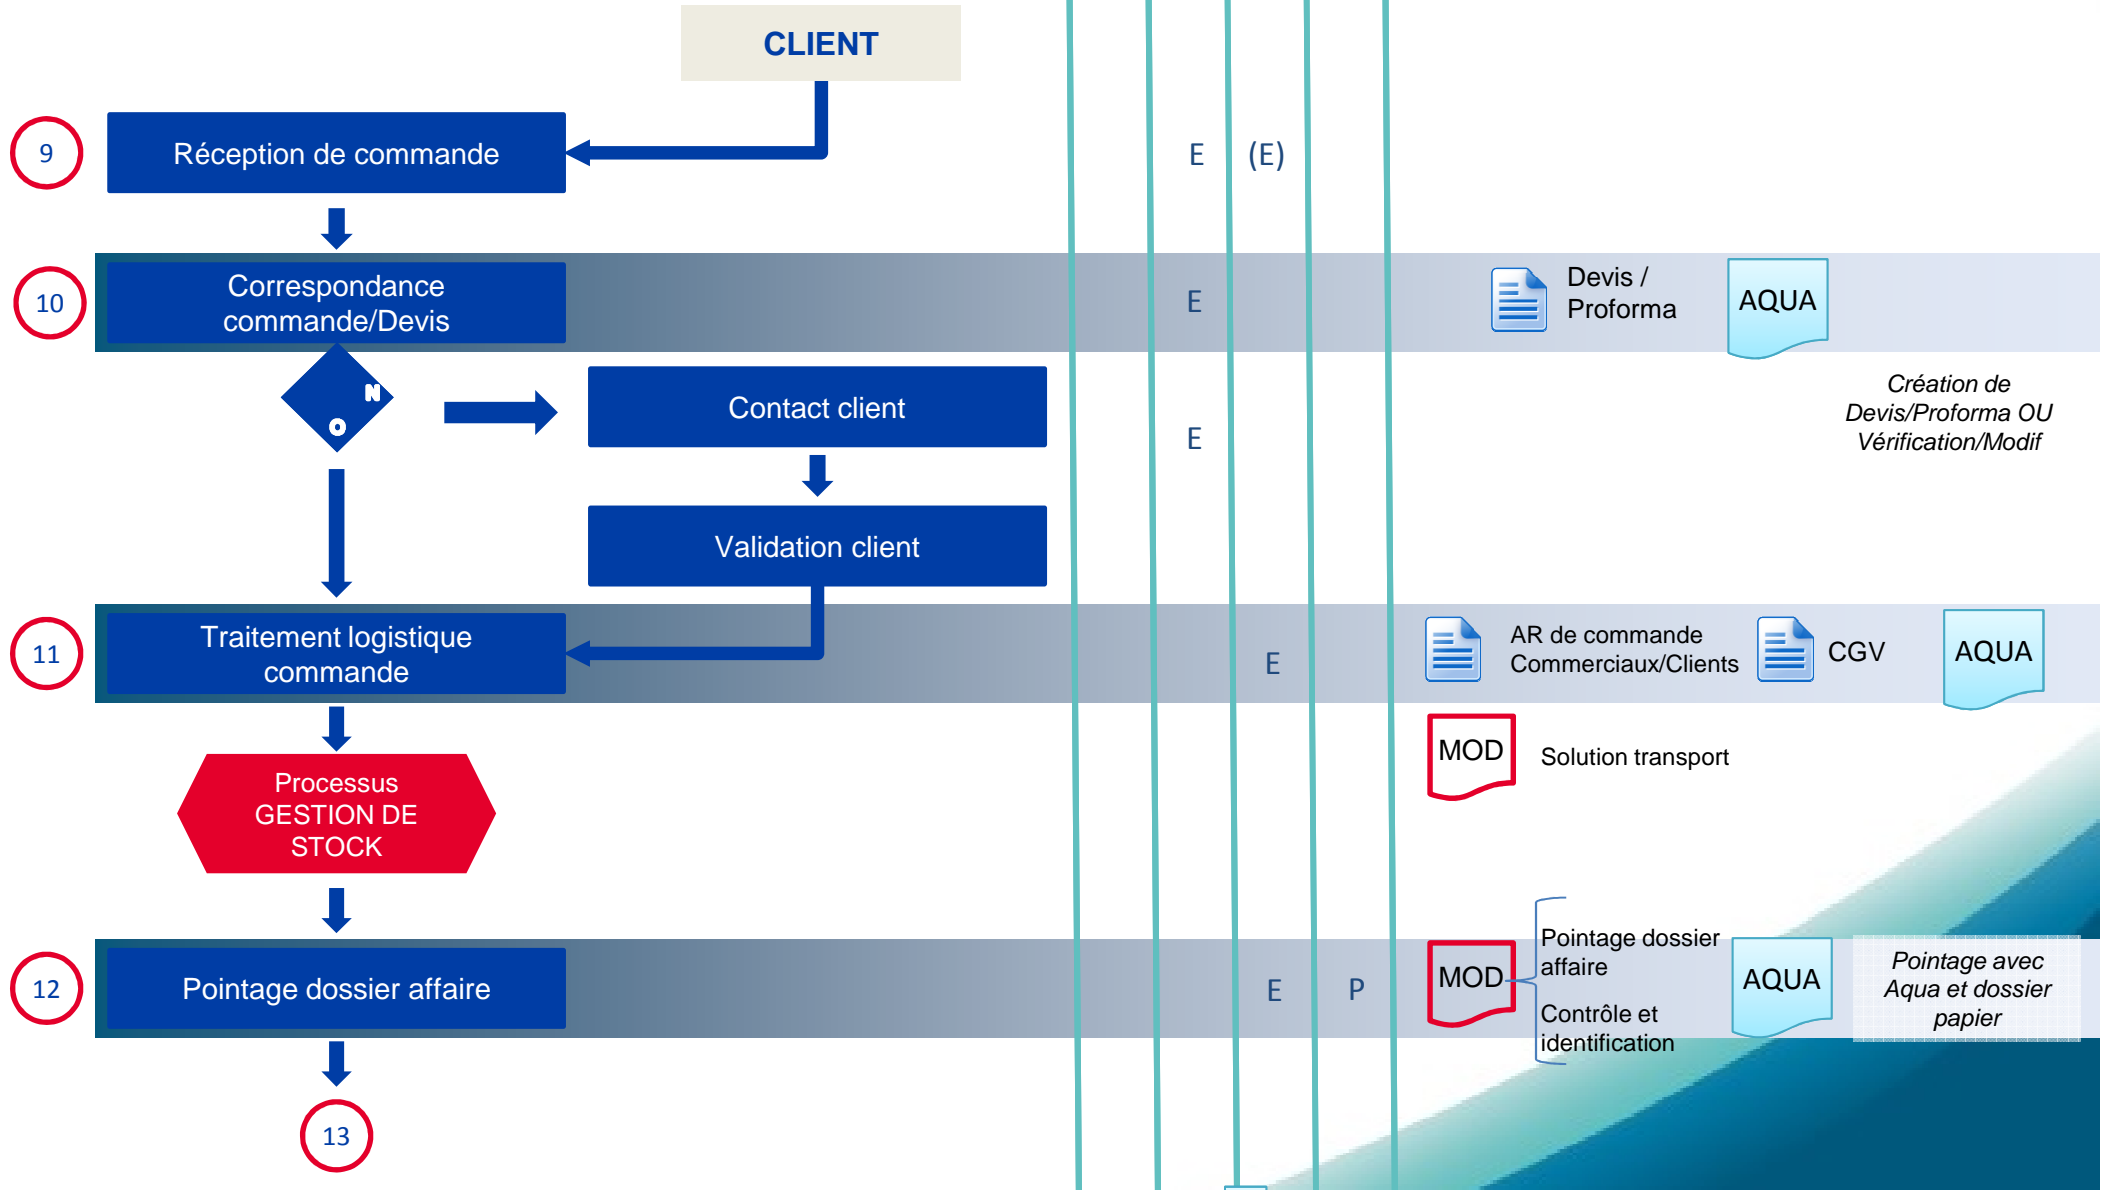 CLIENT
9
Réception de commande
E
(E)
10
Correspondance
commande/Devis
E
Devis /
Proforma
AQUA
N
O
Contact client
E
Création de
Devis/Proforma OU
Vérification/Modif
Validation client
11
Traitement logistique
commande
E
AR de commande
Commerciaux/Clients
CGV
AQUA
MOD
Solution transport
Processus
GESTION DE
STOCK
12
Pointage dossier affaire
E
P
MOD
Pointage dossier
affaire
Contrôle et
identification
AQUA
Pointage avec
Aqua et dossier
papier
13